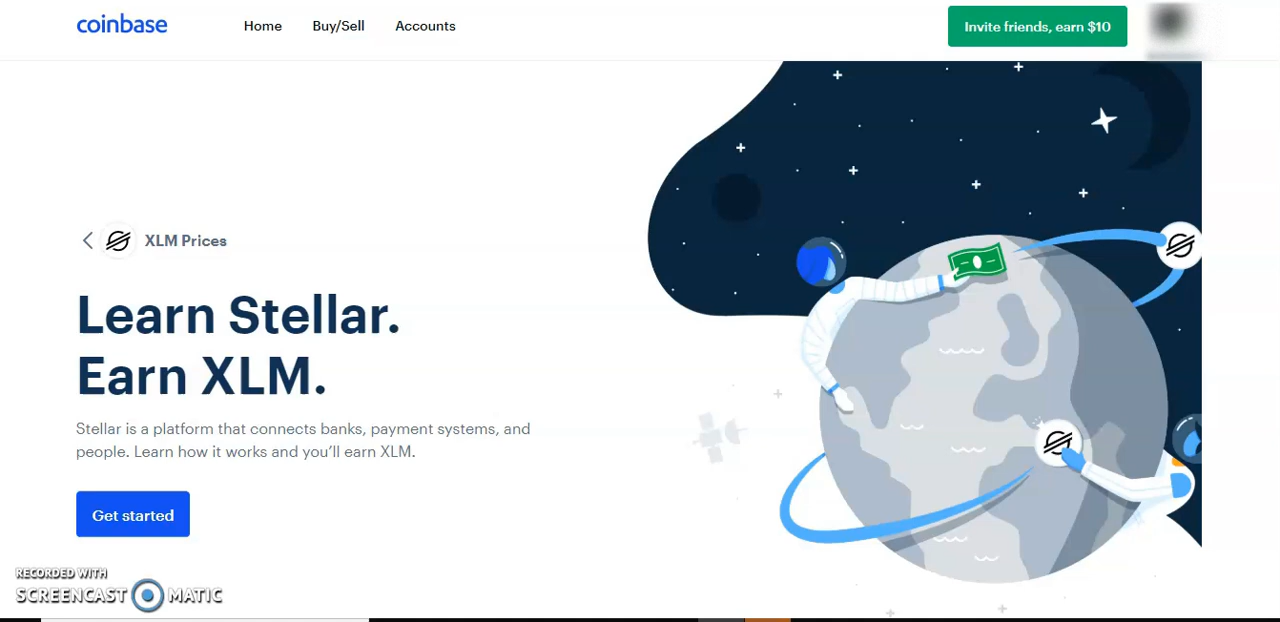 coinbase
Home
Buy/Sell
Accounts
Invite friends, earn $10
XLM Prices
Learn Stellar.
Earn XLM.
Stellar is a platform that connects banks, payment systems, and
people. Learn how it works and you'll earn XLM.
Get started
RECORDED WITH
SCREENCAST MATIC